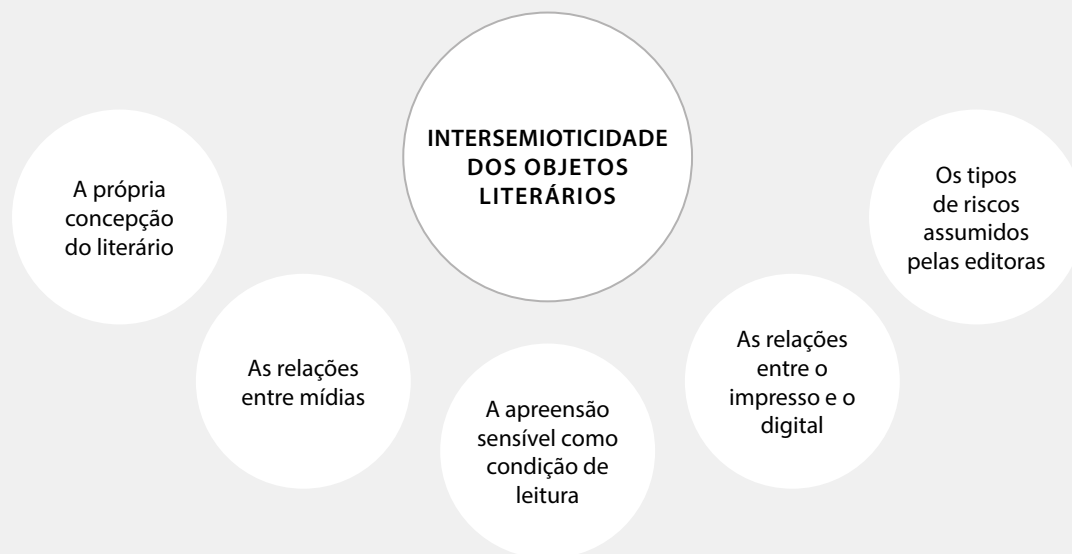 INTERSEMIOTICIDADE
DOS OBJETOS
LITERÁRIOS
A própria
concepção
do literário
As relações
entre mídias
A apreensão
sensível como
condição de
leitura
As relações
entre o
impresso e o
digital
Os tipos
de riscos
assumidos
pelas editoras